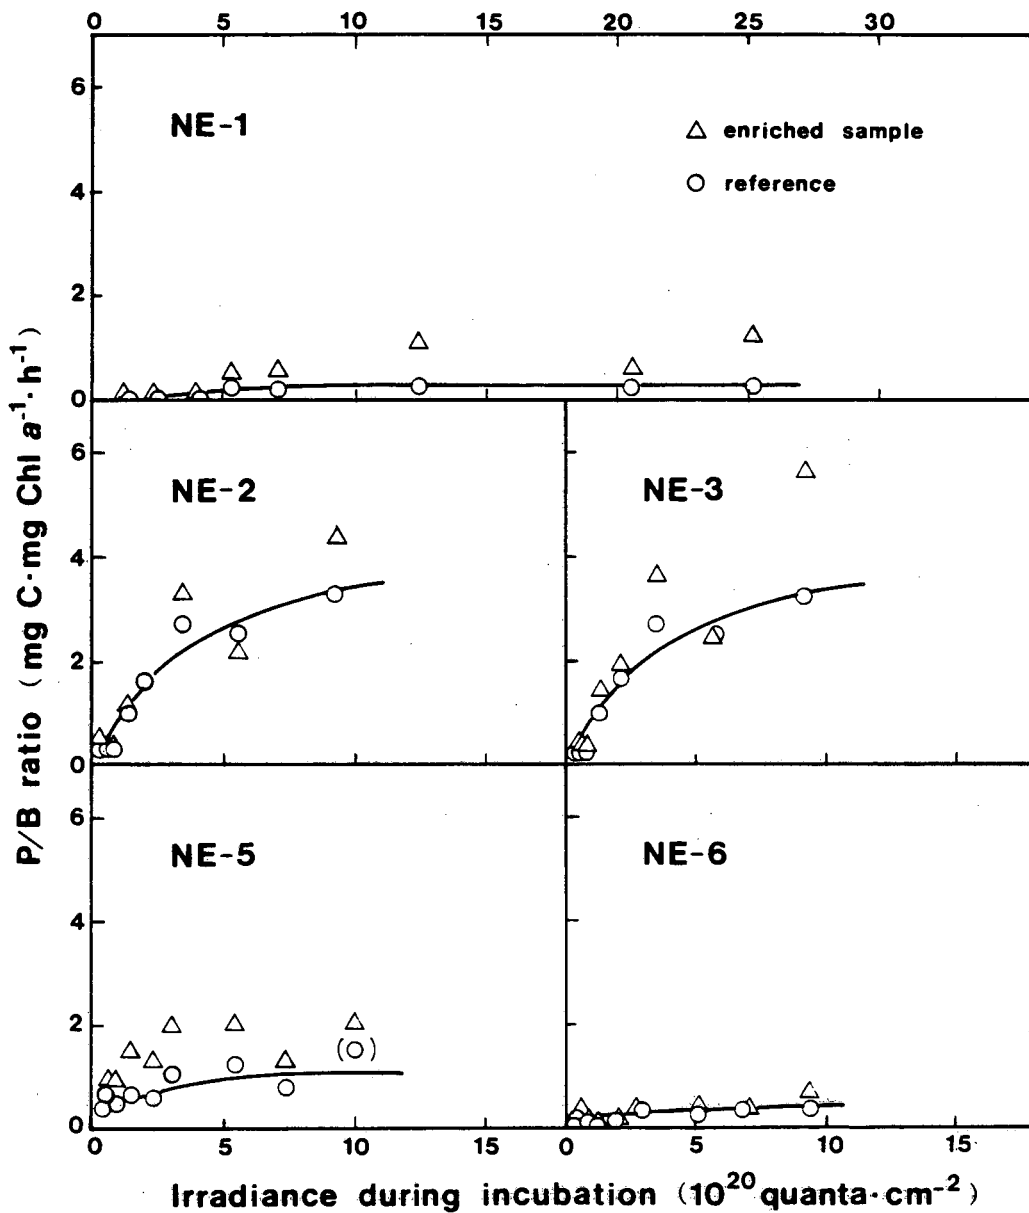 0 5 10 15 20 25 30
6
NE-1
△ enriched sample
○ reference
4
2
0
6
NE-2
NE-3
4
2
0
6
NE-5
NE-6
4
2
( )
0
0 5 10 15 0 5 10 15
P/B ratio (mg C·mg Chl a⁻¹·h⁻¹)
Irradiance during incubation (10²⁰ quanta·cm⁻²)